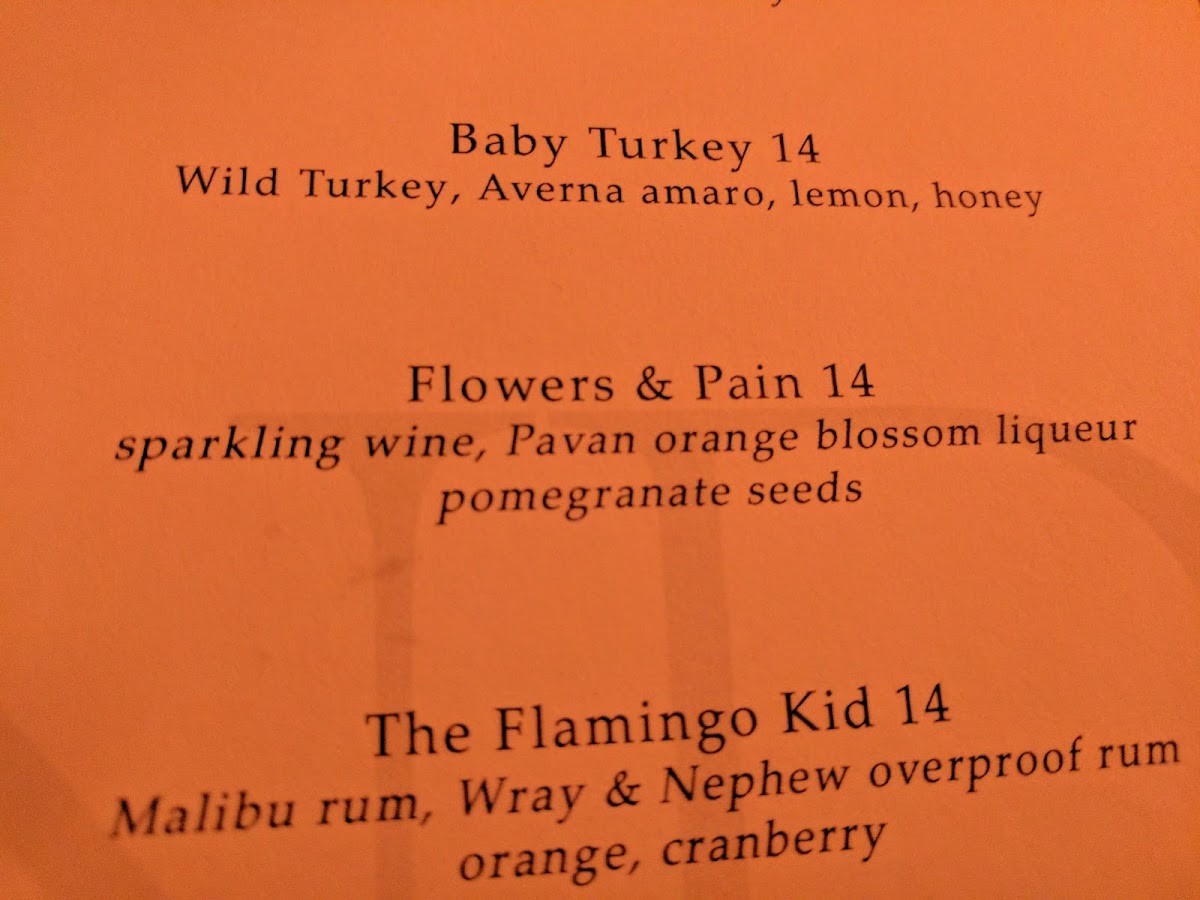 Baby Turkey 14
Wild Turkey, Averna amaro, lemon, honey
Flowers & Pain 14
sparkling wine, Pavan orange blossom liqueur
pomegranate seeds
The Flamingo Kid 14
Malibu rum, Wray & Nephew overproof rum
orange, cranberry